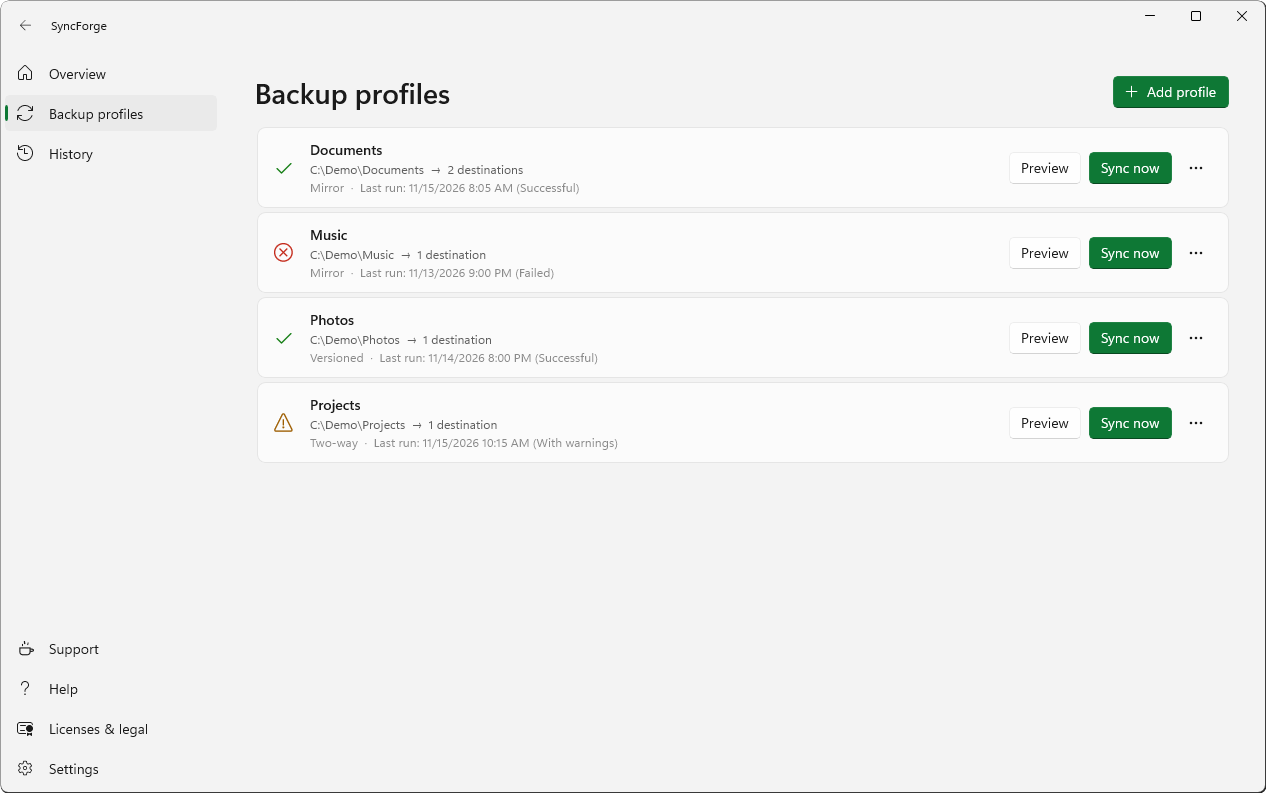 SyncForge
Overview
Backup profiles
History
Support
Help
Licenses & legal
Settings
Backup profiles
Add profile
Documents
C:\Demo\Documents → 2 destinations
Mirror · Last run: 11/15/2026 8:05 AM (Successful)
Preview
Sync now
Music
C:\Demo\Music → 1 destination
Mirror · Last run: 11/13/2026 9:00 PM (Failed)
Preview
Sync now
Photos
C:\Demo\Photos → 1 destination
Versioned · Last run: 11/14/2026 8:00 PM (Successful)
Preview
Sync now
Projects
C:\Demo\Projects → 1 destination
Two-way · Last run: 11/15/2026 10:15 AM (With warnings)
Preview
Sync now